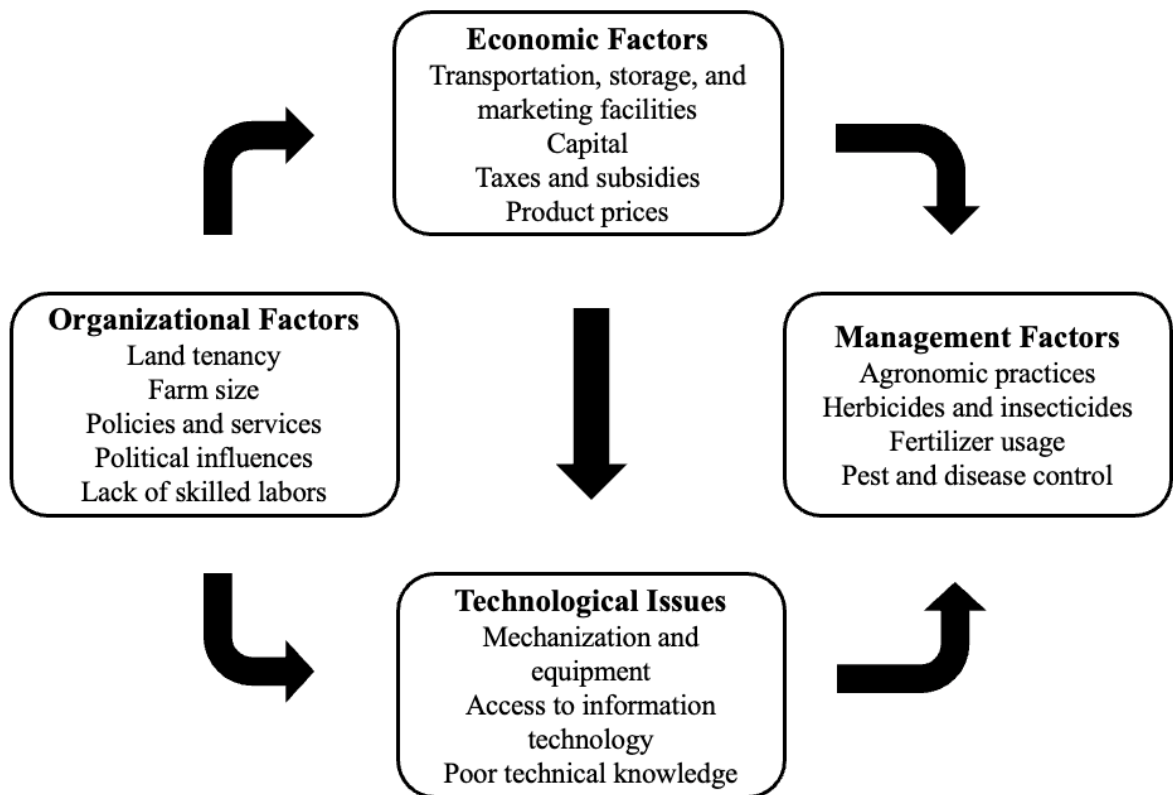 Economic Factors
Transportation, storage, and
marketing facilities
Capital
Taxes and subsidies
Product prices
Organizational Factors
Land tenancy
Farm size
Policies and services
Political influences
Lack of skilled labors
Management Factors
Agronomic practices
Herbicides and insecticides
Fertilizer usage
Pest and disease control
Technological Issues
Mechanization and
equipment
Access to information
technology
Poor technical knowledge